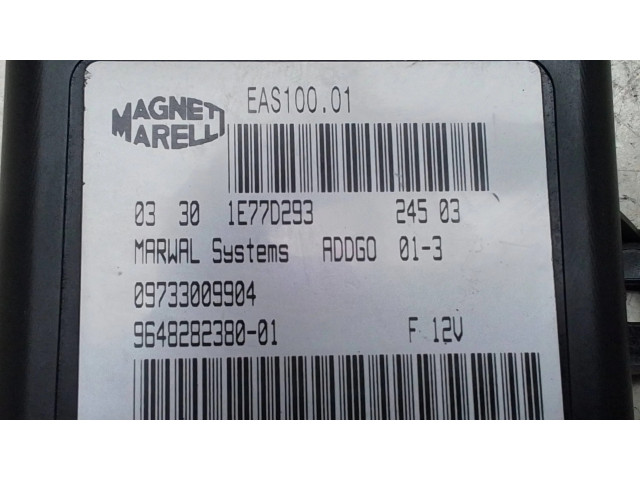 MAGNETI MARELLI
EAS100.01
03 30 1E77D293 245 03
MARWAL Systems ADDGO 01-3
09733009904
9648282380-01 F 12V